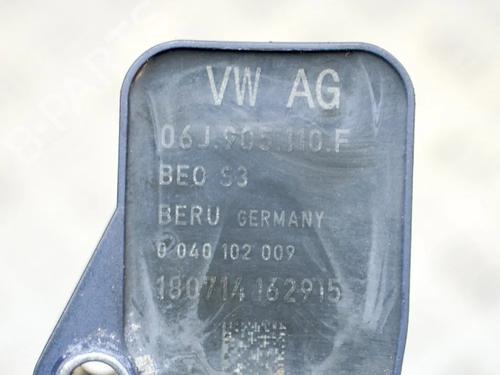 VW AG
06J.905.110.F
BEO S3
BERU GERMANY
0 040 102 009
180714 162915